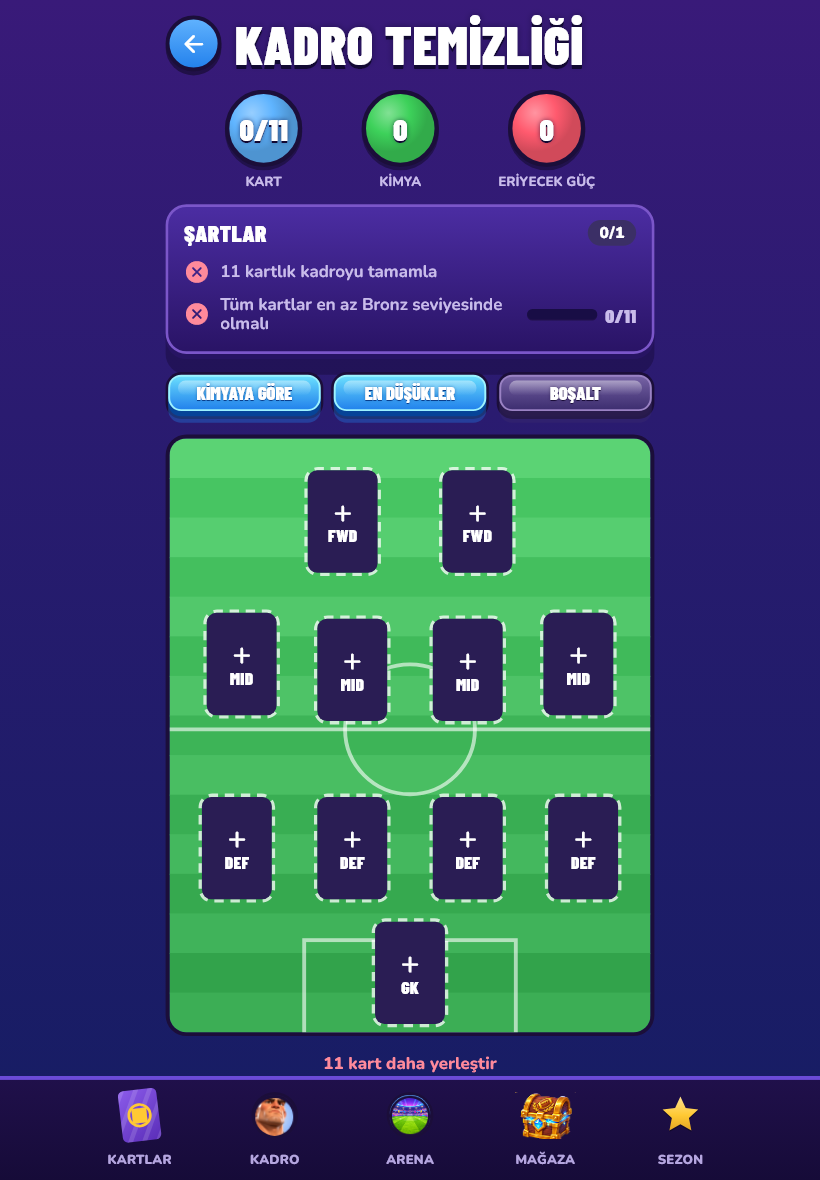 KADRO TEMİZLİĞİ
0/11
0
0
KART
KİMYA
ERİYECEK GÜÇ
ŞARTLAR
0/1
11 kartlık kadroyu tamamla
Tüm kartlar en az Bronz seviyesinde
olmalı
0/11
KİMYAYA GÖRE
EN DÜŞÜKLER
BOŞALT
+ +
FWD FWD
+ + + +
MID MID MID MID
+ + + +
DEF DEF DEF DEF
+
GK
11 kart daha yerleştir
KARTLAR
KADRO
ARENA
MAĞAZA
SEZON